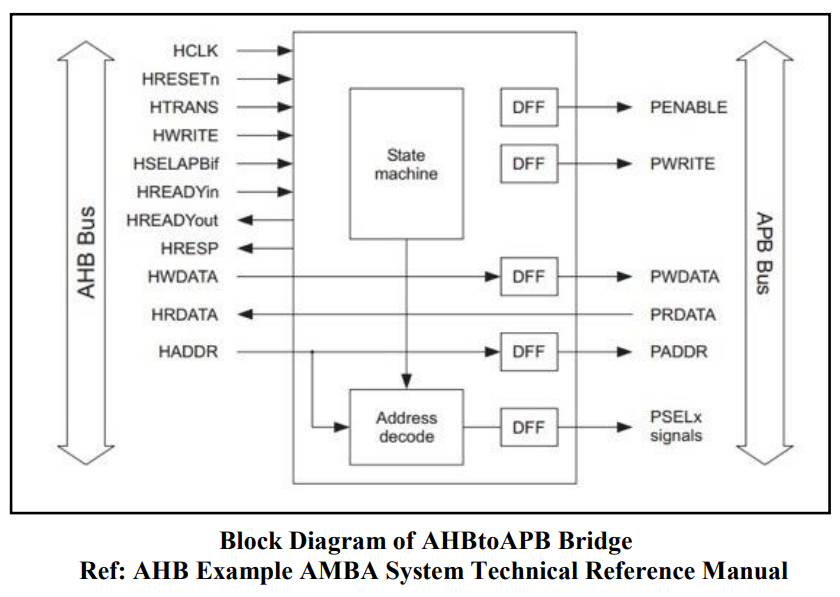 HCLK
HRESETn
HTRANS
HWRITE
HSELAPBif
HREADYin
HREADYout
HRESP
HWDATA
HRDATA
HADDR
AHB Bus
State
machine
Address
decode
DFF
DFF
DFF
DFF
DFF
PENABLE
PWRITE
PWDATA
PRDATA
PADDR
PSELx
signals
APB Bus
Block Diagram of AHBtoAPB Bridge
Ref: AHB Example AMBA System Technical Reference Manual